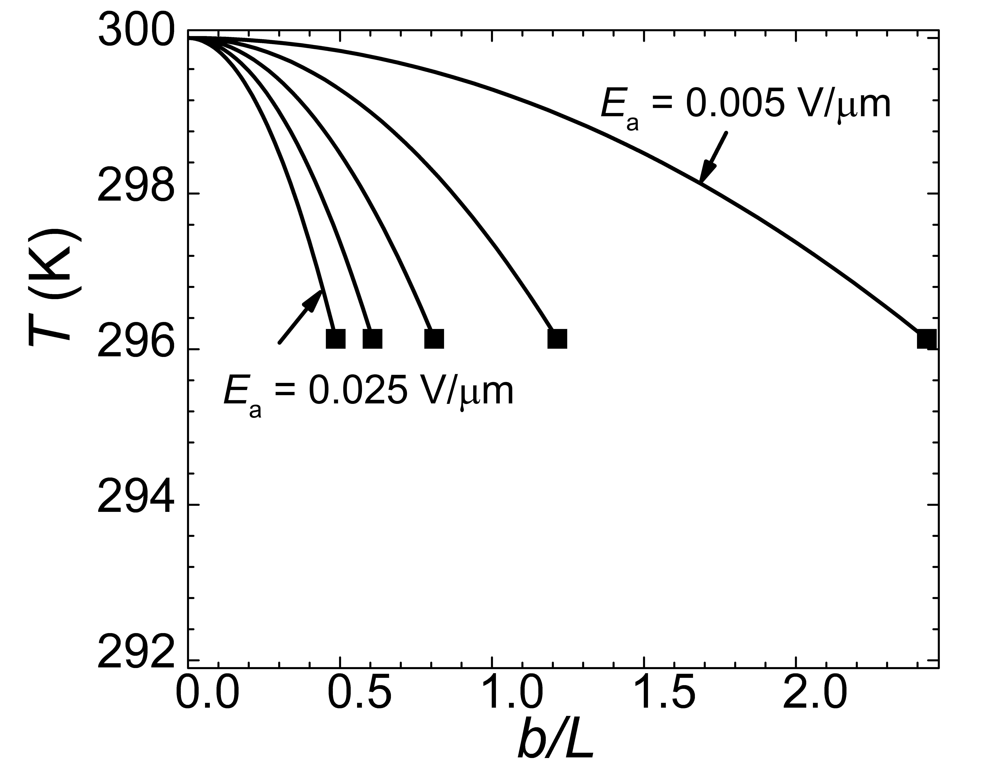 300
298
296
294
292
T (K)
E_a = 0.005 V/μm
E_a = 0.025 V/μm
0.0 0.5 1.0 1.5 2.0
b/L